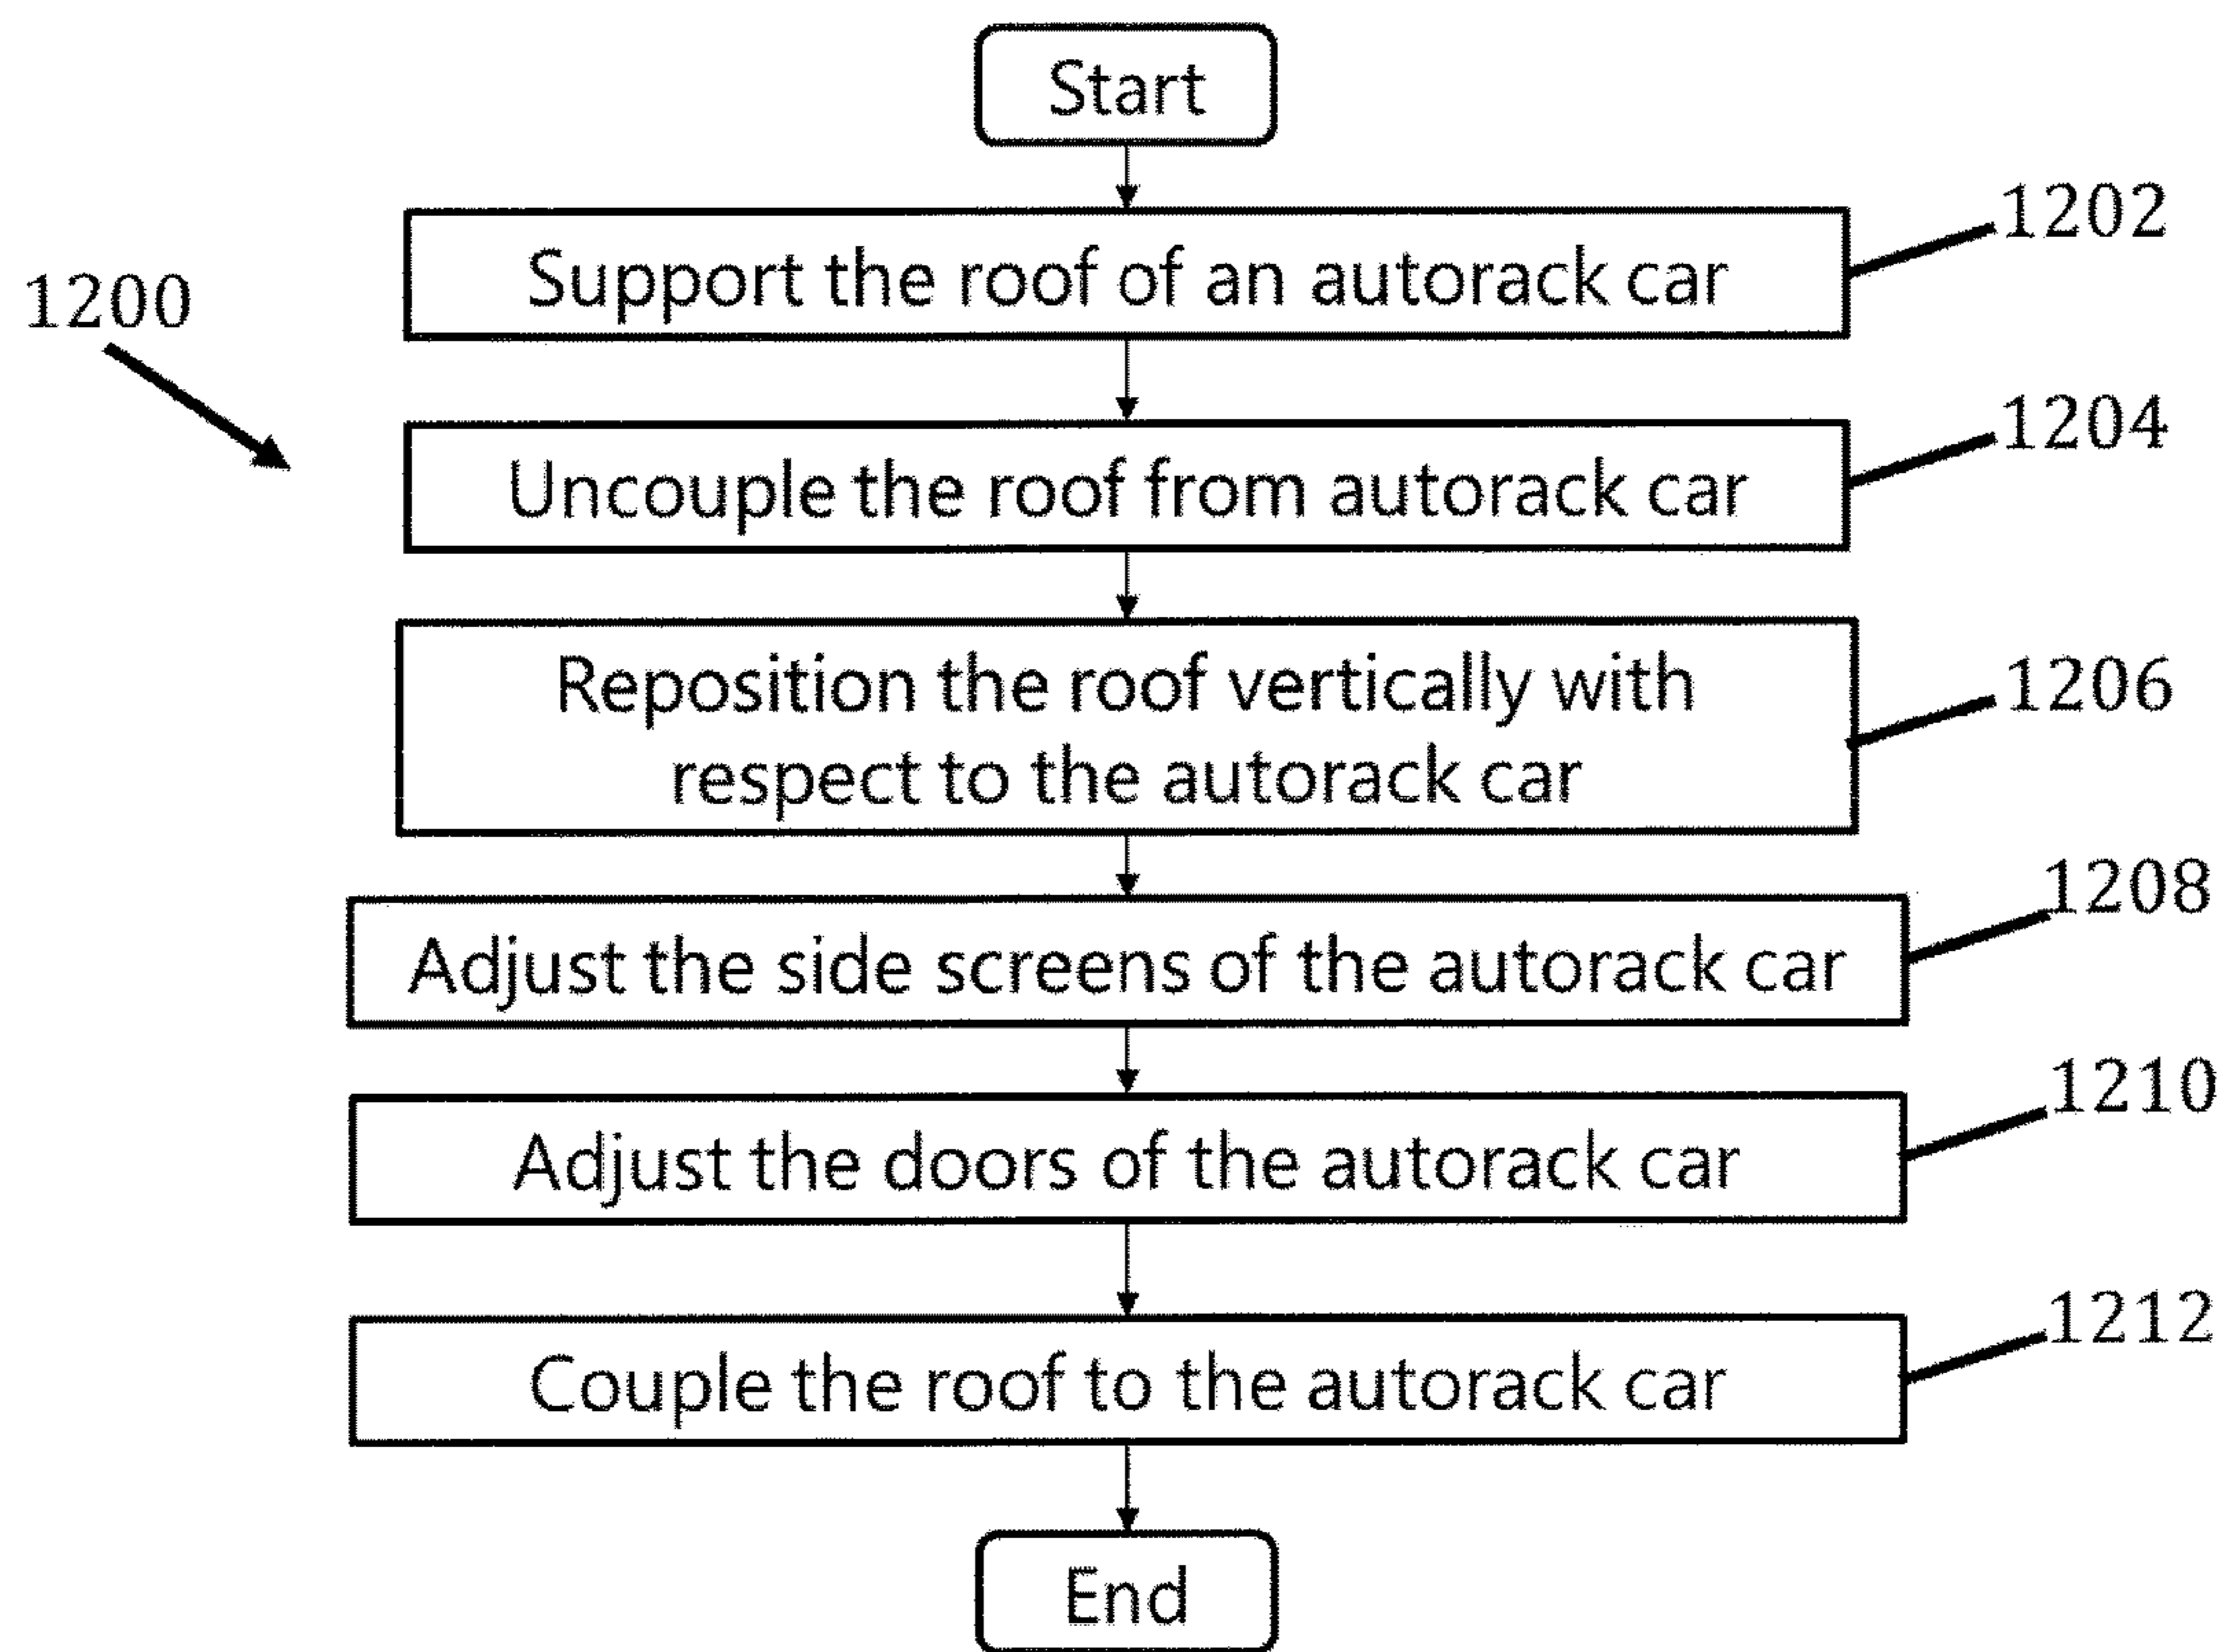 Start
1202
Support the roof of an autorack car
1200
1204
Uncouple the roof from autorack car
Reposition the roof vertically with
1206
respect to the autorack car
1208
Adjust the side screens of the autorack car
1210
Adjust the doors of the autorack car
1212
Couple the roof to the autorack car
End